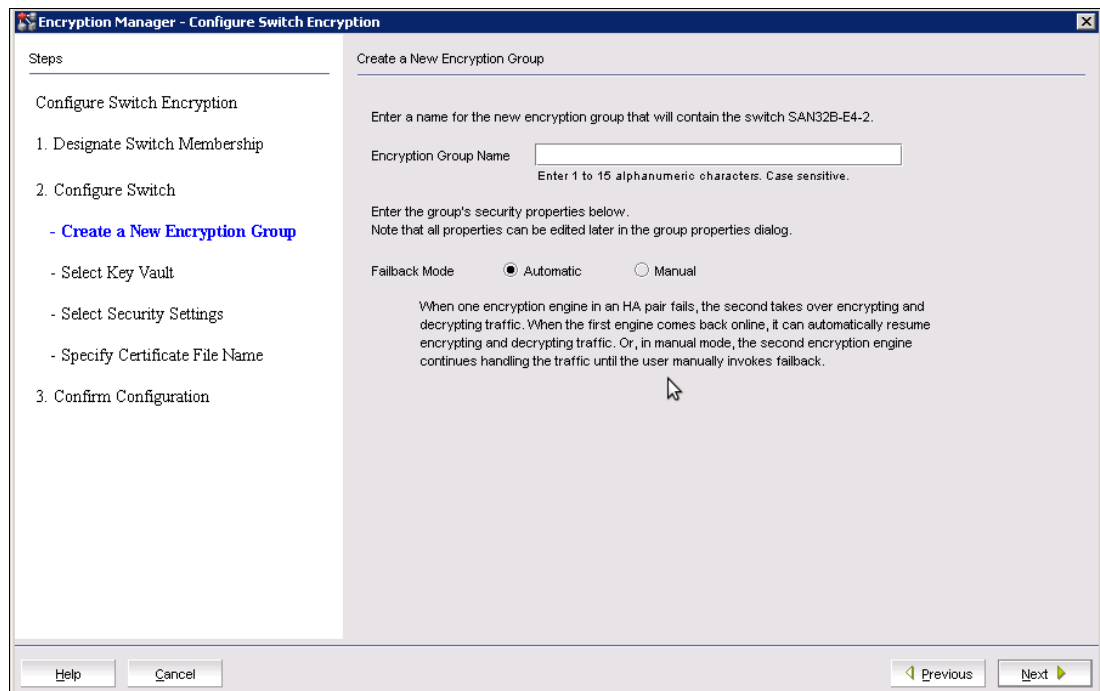 Encryption Manager - Configure Switch Encryption
Steps
Configure Switch Encryption
1. Designate Switch Membership
2. Configure Switch
- Create a New Encryption Group
- Select Key Vault
- Select Security Settings
- Specify Certificate File Name
3. Confirm Configuration
Create a New Encryption Group
Enter a name for the new encryption group that will contain the switch SAN32B-E4-2.
Encryption Group Name
Enter 1 to 15 alphanumeric characters. Case sensitive.
Enter the group's security properties below.
Note that all properties can be edited later in the group properties dialog.
Failback Mode Automatic Manual
When one encryption engine in an HA pair fails, the second takes over encrypting and
decrypting traffic. When the first engine comes back online, it can automatically resume
encrypting and decrypting traffic. Or, in manual mode, the second encryption engine
continues handling the traffic until the user manually invokes failback.
Help Cancel Previous Next